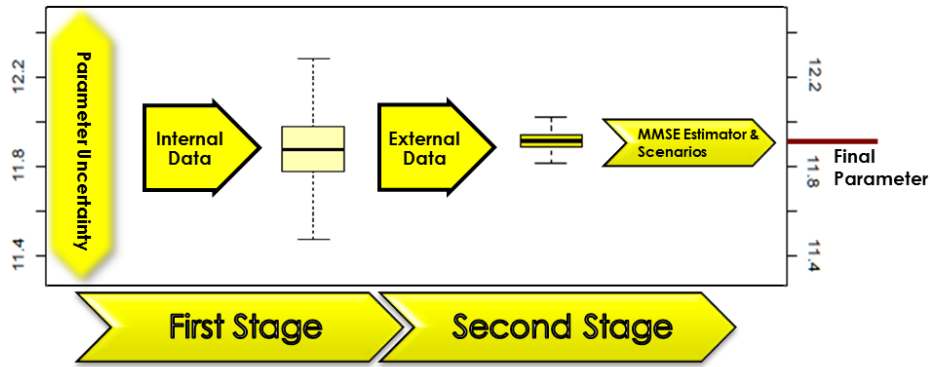 12.2
11.8
11.4
Parameter Uncertainty
Internal
Data
External
Data
MMSE Estimator &
Scenarios
12.2
11.8
11.4
Final
Parameter
First Stage
Second Stage